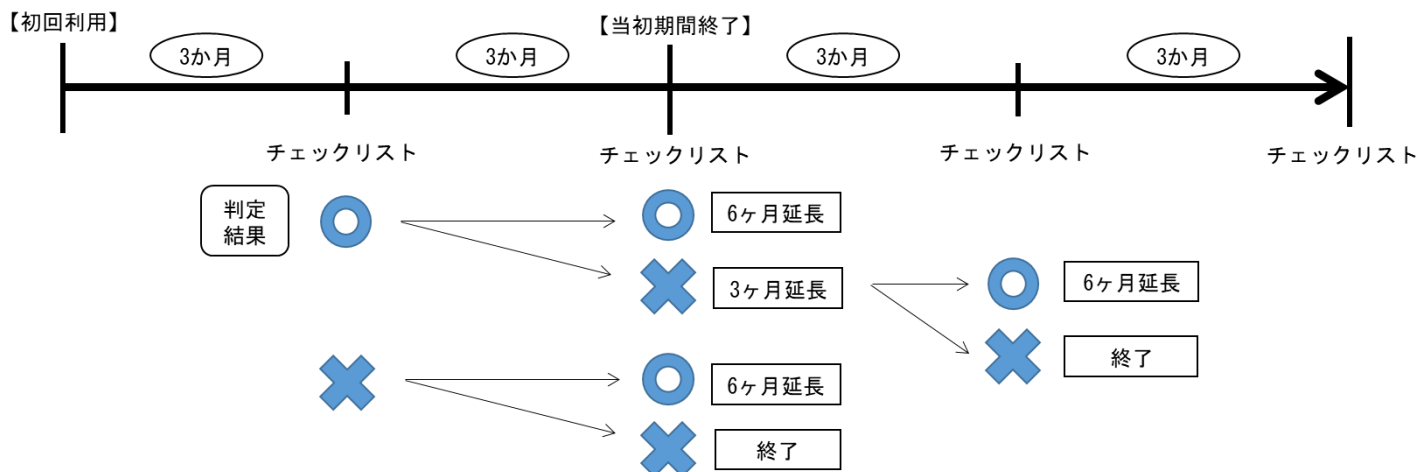 【初回利用】
【当初期間終了】
3か月
3か月
3か月
3か月
チェックリスト
チェックリスト
チェックリスト
チェックリスト
判定
結果
6ヶ月延長
3ヶ月延長
6ヶ月延長
終了
6ヶ月延長
終了